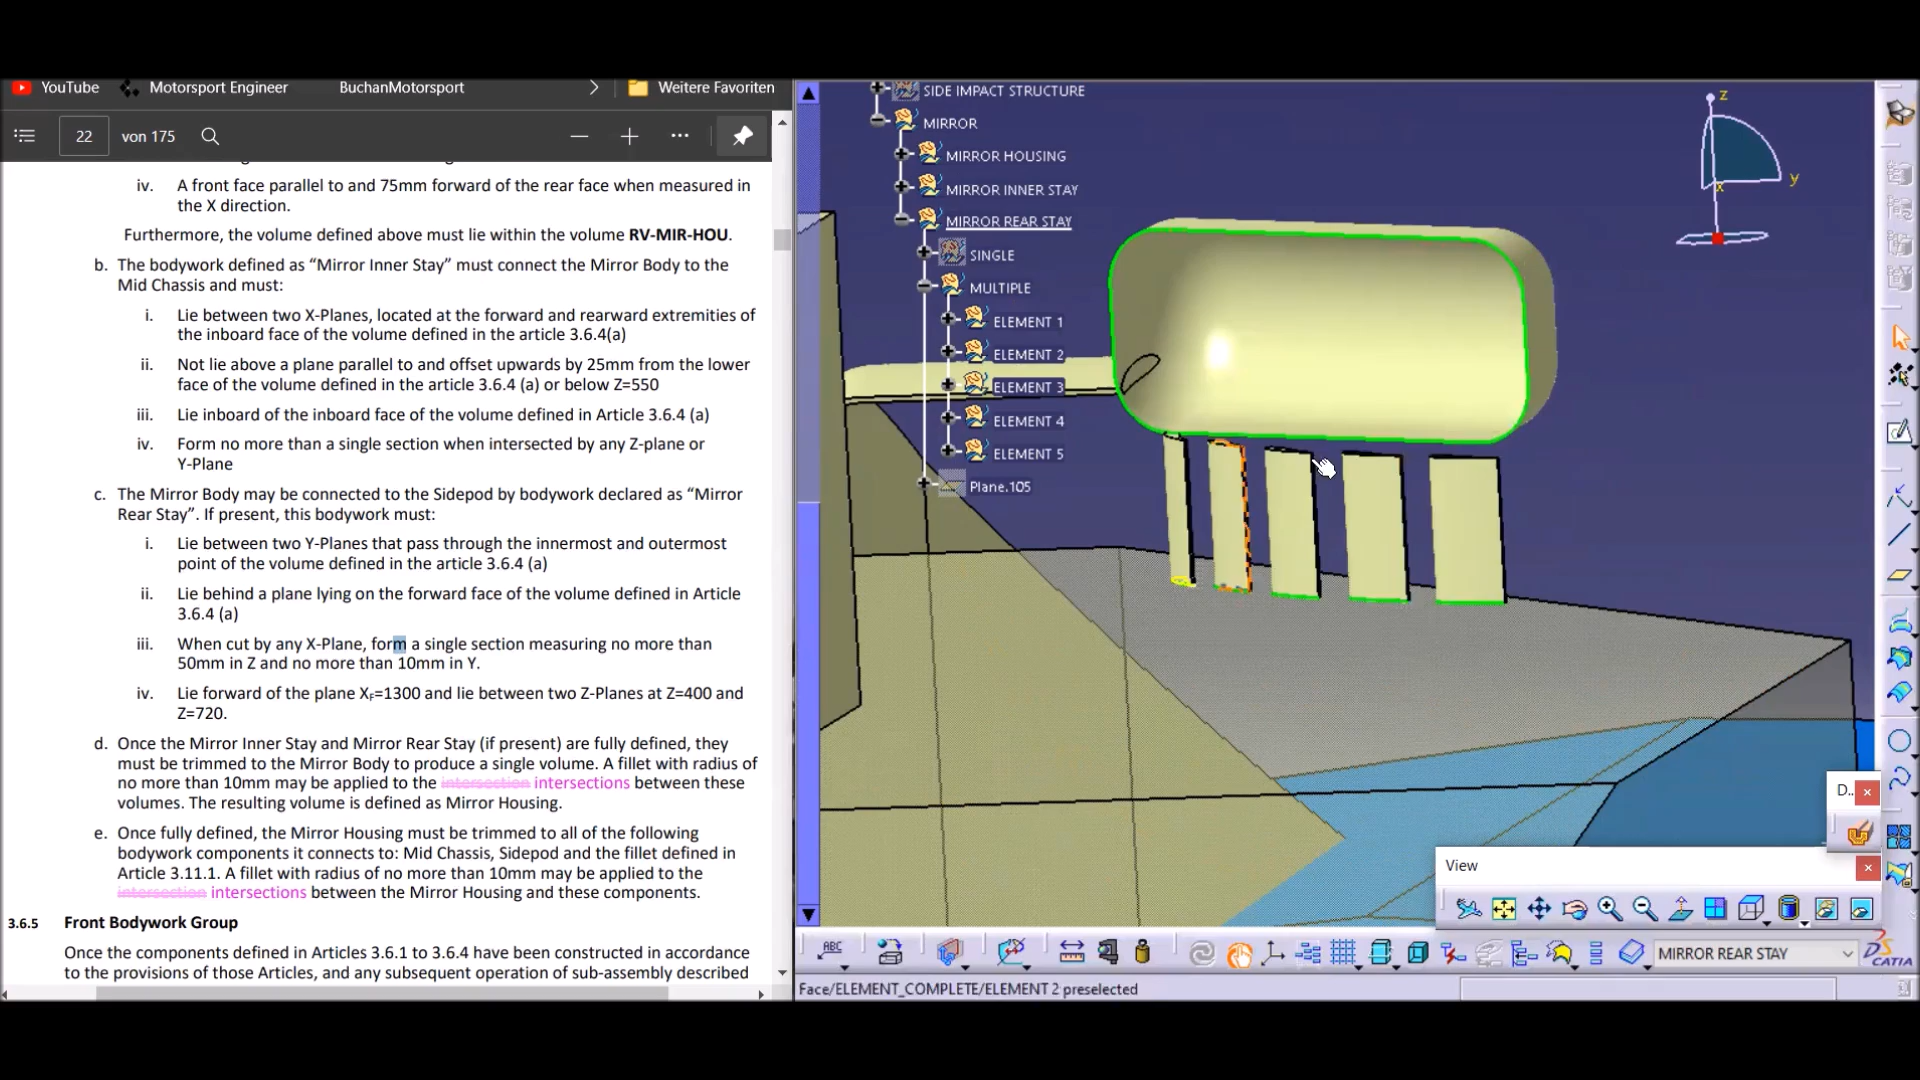 YouTube
Motorsport Engineer
BuchanMotorsport
Weitere Favoriten
22
von 175
iv. A front face parallel to and 75mm forward of the rear face when measured in
the X direction.
Furthermore, the volume defined above must lie within the volume RV-MIR-HOU.
b. The bodywork defined as “Mirror Inner Stay” must connect the Mirror Body to the
Mid Chassis and must:
i. Lie between two X-Planes, located at the forward and rearward extremities of
the inboard face of the volume defined in the article 3.6.4(a)
ii. Not lie above a plane parallel to and offset upwards by 25mm from the lower
face of the volume defined in the article 3.6.4 (a) or below Z=550
iii. Lie inboard of the inboard face of the volume defined in Article 3.6.4 (a)
iv. Form no more than a single section when intersected by any Z-plane or
Y-Plane
c. The Mirror Body may be connected to the Sidepod by bodywork declared as “Mirror
Rear Stay”. If present, this bodywork must:
i. Lie between two Y-Planes that pass through the innermost and outermost
point of the volume defined in the article 3.6.4 (a)
ii. Lie behind a plane lying on the forward face of the volume defined in Article
3.6.4 (a)
iii. When cut by any X-Plane, form a single section measuring no more than
50mm in Z and no more than 10mm in Y.
iv. Lie forward of the plane XF=1300 and lie between two Z-Planes at Z=400 and
Z=720.
d. Once the Mirror Inner Stay and Mirror Rear Stay (if present) are fully defined, they
must be trimmed to the Mirror Body to produce a single volume. A fillet with radius of
no more than 10mm may be applied to the intersection intersections between these
volumes. The resulting volume is defined as Mirror Housing.
e. Once fully defined, the Mirror Housing must be trimmed to all of the following
bodywork components it connects to: Mid Chassis, Sidepod and the fillet defined in
Article 3.11.1. A fillet with radius of no more than 10mm may be applied to the
intersection intersections between the Mirror Housing and these components.
3.6.5 Front Bodywork Group
Once the components defined in Articles 3.6.1 to 3.6.4 have been constructed in accordance
to the provisions of those Articles, and any subsequent operation of sub-assembly described
SIDE IMPACT STRUCTURE
MIRROR
MIRROR HOUSING
MIRROR INNER STAY
MIRROR REAR STAY
SINGLE
MULTIPLE
ELEMENT 1
ELEMENT 2
ELEMENT 3
ELEMENT 4
ELEMENT 5
Plane.105
z
y
x
D..
View
ABC
MIRROR REAR STAY
CATIA
Face/ELEMENT_COMPLETE/ELEMENT 2 preselected